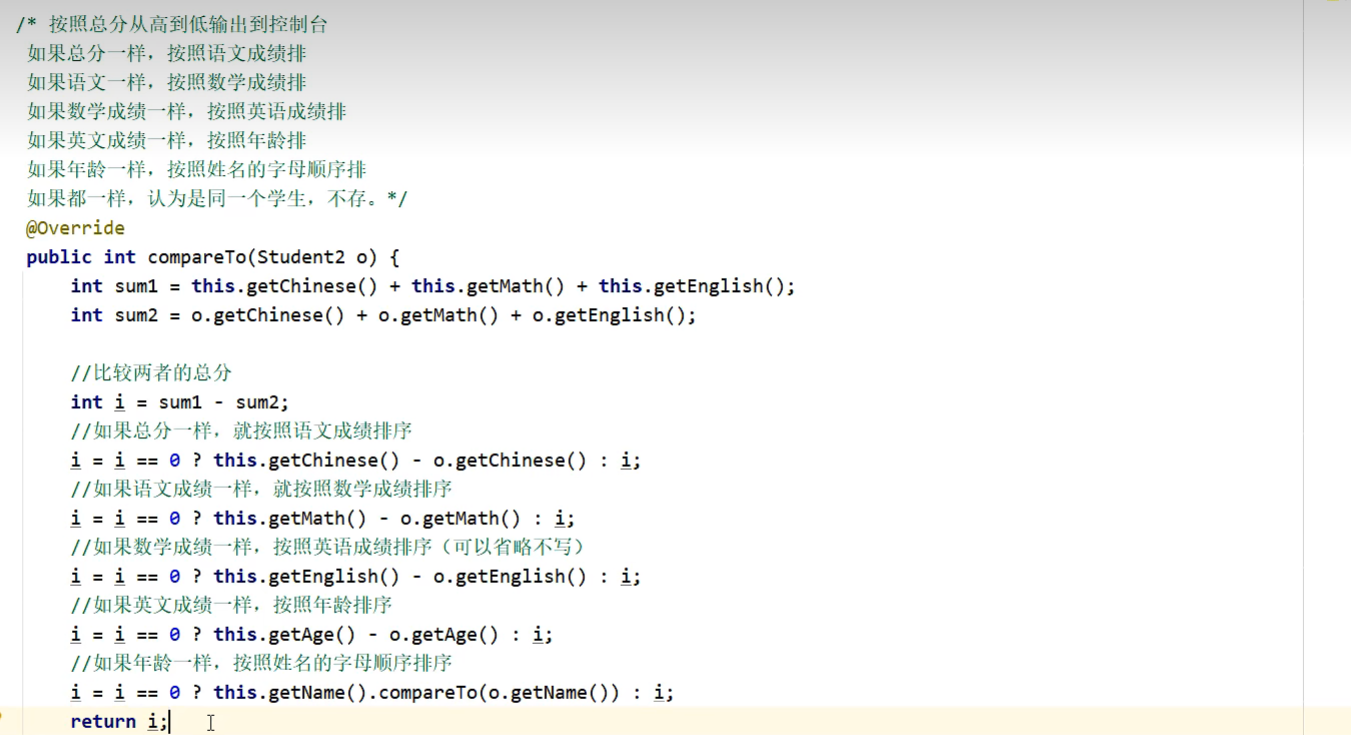 /* 按照总分从高到低输出到控制台
如果总分一样，按照语文成绩排
如果语文一样，按照数学成绩排
如果数学成绩一样，按照英语成绩排
如果英文成绩一样，按照年龄排
如果年龄一样，按照姓名的字母顺序排
如果都一样，认为是同一个学生，不存。*/
@Override
public int compareTo(Student2 o) {
int sum1 = this.getChinese() + this.getMath() + this.getEnglish();
int sum2 = o.getChinese() + o.getMath() + o.getEnglish();
//比较两者的总分
int i = sum1 - sum2;
//如果总分一样，就按照语文成绩排序
i = i == 0 ? this.getChinese() - o.getChinese() : i;
//如果语文成绩一样，就按照数学成绩排序
i = i == 0 ? this.getMath() - o.getMath() : i;
//如果数学成绩一样，按照英语成绩排序（可以省略不写）
i = i == 0 ? this.getEnglish() - o.getEnglish() : i;
//如果英文成绩一样，按照年龄排序
i = i == 0 ? this.getAge() - o.getAge() : i;
//如果年龄一样，按照姓名的字母顺序排序
i = i == 0 ? this.getName().compareTo(o.getName()) : i;
return i;